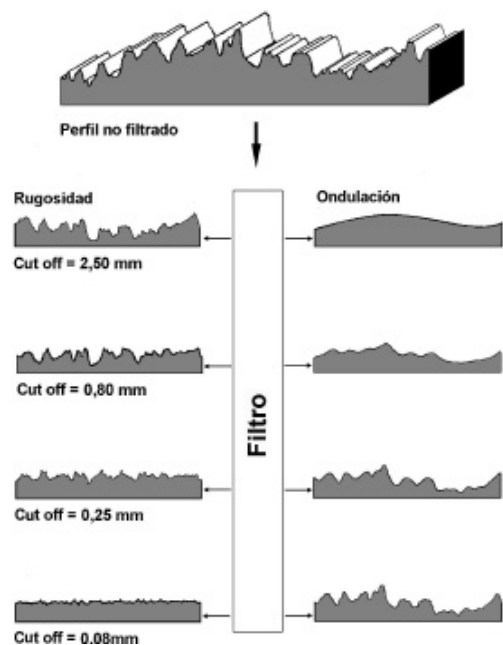 Perfil no filtrado
Rugosidad
Ondulación
Cut off = 2,50 mm
Cut off = 0,80 mm
Filtro
Cut off = 0,25 mm
Cut off = 0,08mm